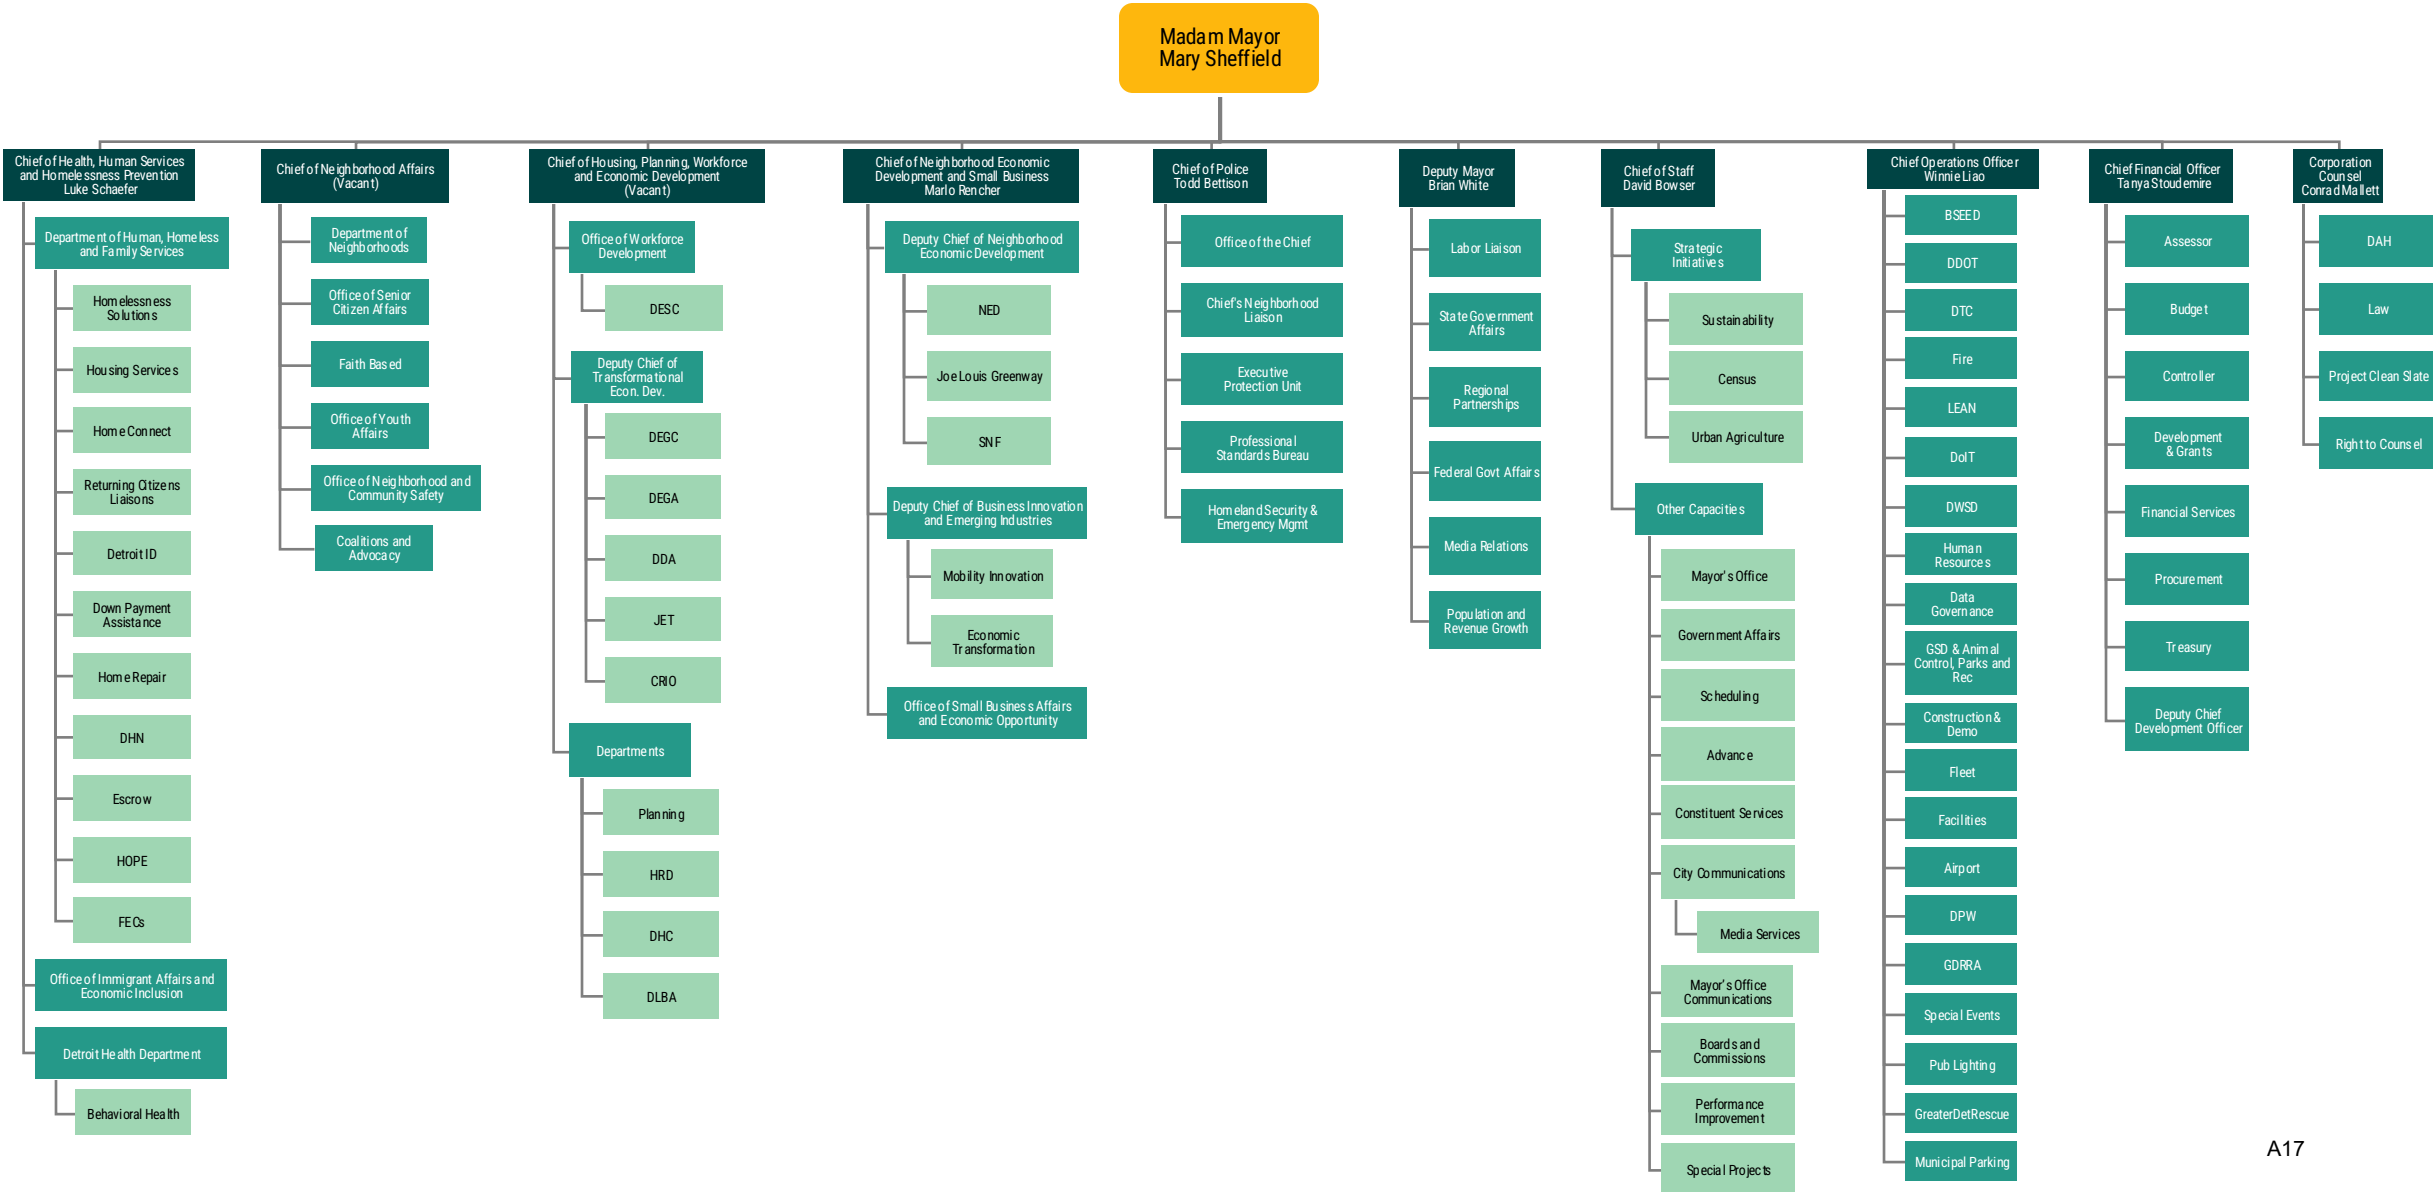 Madam Mayor
Mary Sheffield
Chief of Health, Human Services
and Homelessness Prevention
Luke Schaefer
Department of Human, Homeless
and Family Services
Homelessness
Solutions
Housing Services
Home Connect
Returning Citizens
Liaisons
Detroit ID
Down Payment
Assistance
Home Repair
DHN
Escrow
HOPE
FECs
Office of Immigrant Affairs and
Economic Inclusion
Detroit Health Department
Behavioral Health
Chief of Neighborhood Affairs
(Vacant)
Department of
Neighborhoods
Office of Senior
Citizen Affairs
Faith Based
Office of Youth
Affairs
Office of Neighborhood and
Community Safety
Coalitions and
Advocacy
Chief of Housing, Planning, Workforce
and Economic Development
(Vacant)
Office of Workforce
Development
DESC
Deputy Chief of
Transformational
Econ. Dev.
DEGC
DEGA
DDA
JET
CRIO
Departments
Planning
HRD
DHC
DLBA
Chief of Neighborhood Economic
Development and Small Business
Marlo Rencher
Deputy Chief of Neighborhood
Economic Development
NED
Joe Louis Greenway
SNF
Deputy Chief of Business Innovation
and Emerging Industries
Mobility Innovation
Economic
Transformation
Office of Small Business Affairs
and Economic Opportunity
Chief of Police
Todd Bettison
Office of the Chief
Chief's Neighborhood
Liaison
Executive
Protection Unit
Professional
Standards Bureau
Homeland Security &
Emergency Mgmt
Deputy Mayor
Brian White
Labor Liaison
State Government
Affairs
Regional
Partnerships
Federal Govt Affairs
Media Relations
Population and
Revenue Growth
Chief of Staff
David Bowser
Strategic
Initiatives
Sustainability
Census
Urban Agriculture
Other Capacities
Mayor's Office
Government Affairs
Scheduling
Advance
Constituent Services
City Communications
Media Services
Mayor's Office
Communications
Boards and
Commissions
Performance
Improvement
Special Projects
Chief Operations Officer
Winnie Liao
BSEED
DDOT
DTC
Fire
LEAN
DoIT
DWSD
Human
Resources
Data
Governance
GSD & Animal
Control, Parks and
Rec
Construction &
Demo
Fleet
Facilities
Airport
DPW
GDRRA
Special Events
Pub Lighting
GreaterDetRescue
Municipal Parking
Chief Financial Officer
Tanya Stoudemire
Assessor
Budget
Controller
Development
& Grants
Financial Services
Procurement
Treasury
Deputy Chief
Development Officer
Corporation
Counsel
Conrad Mallett
DAH
Law
Project Clean Slate
Right to Counsel
A17